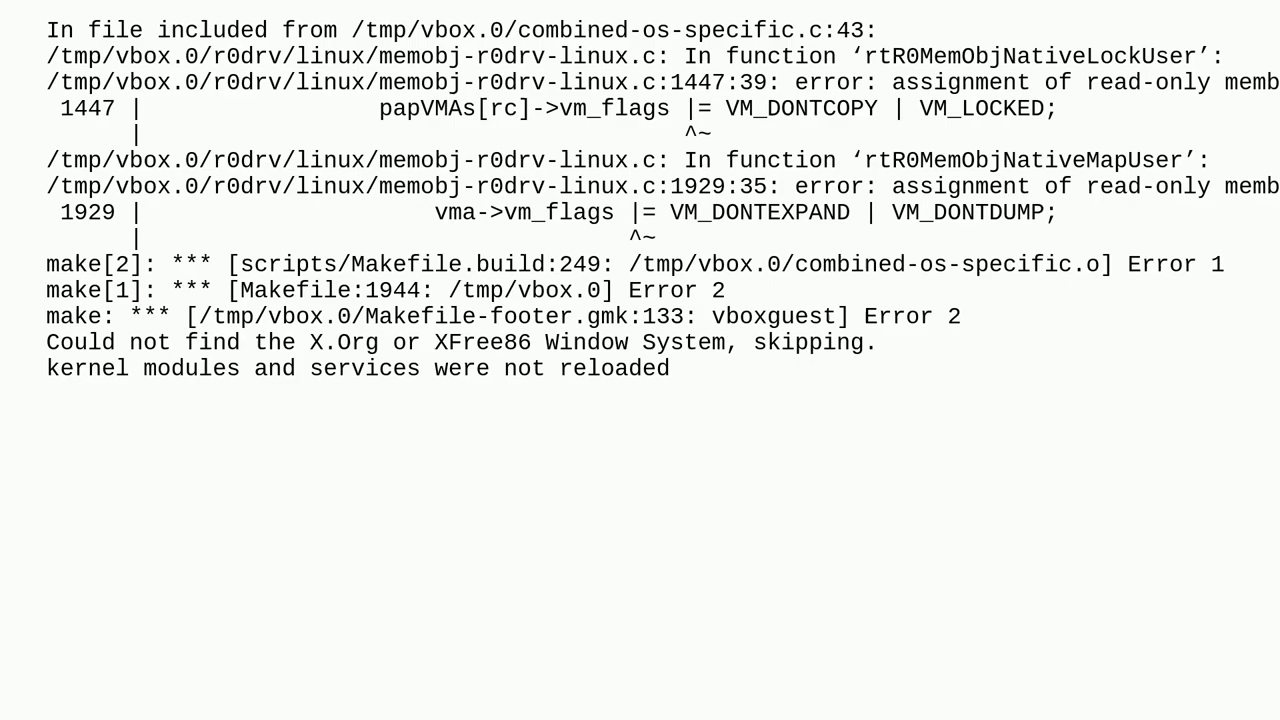 In file included from /tmp/vbox.0/combined-os-specific.c:43:
/tmp/vbox.0/r0drv/linux/memobj-r0drv-linux.c: In function ‘rtR0MemObjNativeLockUser’:
/tmp/vbox.0/r0drv/linux/memobj-r0drv-linux.c:1447:39: error: assignment of read-only memb
 1447 |                 papVMAs[rc]->vm_flags |= VM_DONTCOPY | VM_LOCKED;
      |                                       ^~
/tmp/vbox.0/r0drv/linux/memobj-r0drv-linux.c: In function ‘rtR0MemObjNativeMapUser’:
/tmp/vbox.0/r0drv/linux/memobj-r0drv-linux.c:1929:35: error: assignment of read-only memb
 1929 |                     vma->vm_flags |= VM_DONTEXPAND | VM_DONTDUMP;
      |                                   ^~
make[2]: *** [scripts/Makefile.build:249: /tmp/vbox.0/combined-os-specific.o] Error 1
make[1]: *** [Makefile:1944: /tmp/vbox.0] Error 2
make: *** [/tmp/vbox.0/Makefile-footer.gmk:133: vboxguest] Error 2
Could not find the X.Org or XFree86 Window System, skipping.
kernel modules and services were not reloaded